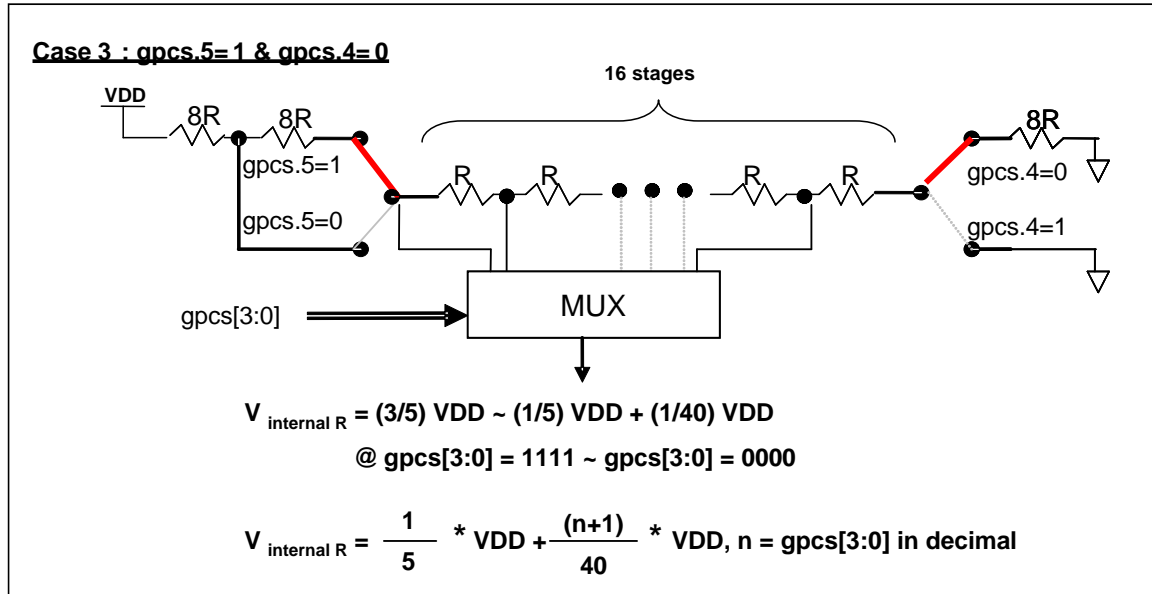 Case 3 : gpcs.5= 1 & gpcs.4= 0
16 stages
VDD
8R 8R 8R
gpcs.5=1 gpcs.4=0
R R R R
gpcs.5=0 gpcs.4=1
MUX
gpcs[3:0]
V internal R = (3/5) VDD ~ (1/5) VDD + (1/40) VDD
@ gpcs[3:0] = 1111 ~ gpcs[3:0] = 0000
V internal R = 1/5 * VDD + (n+1)/40 * VDD, n = gpcs[3:0] in decimal